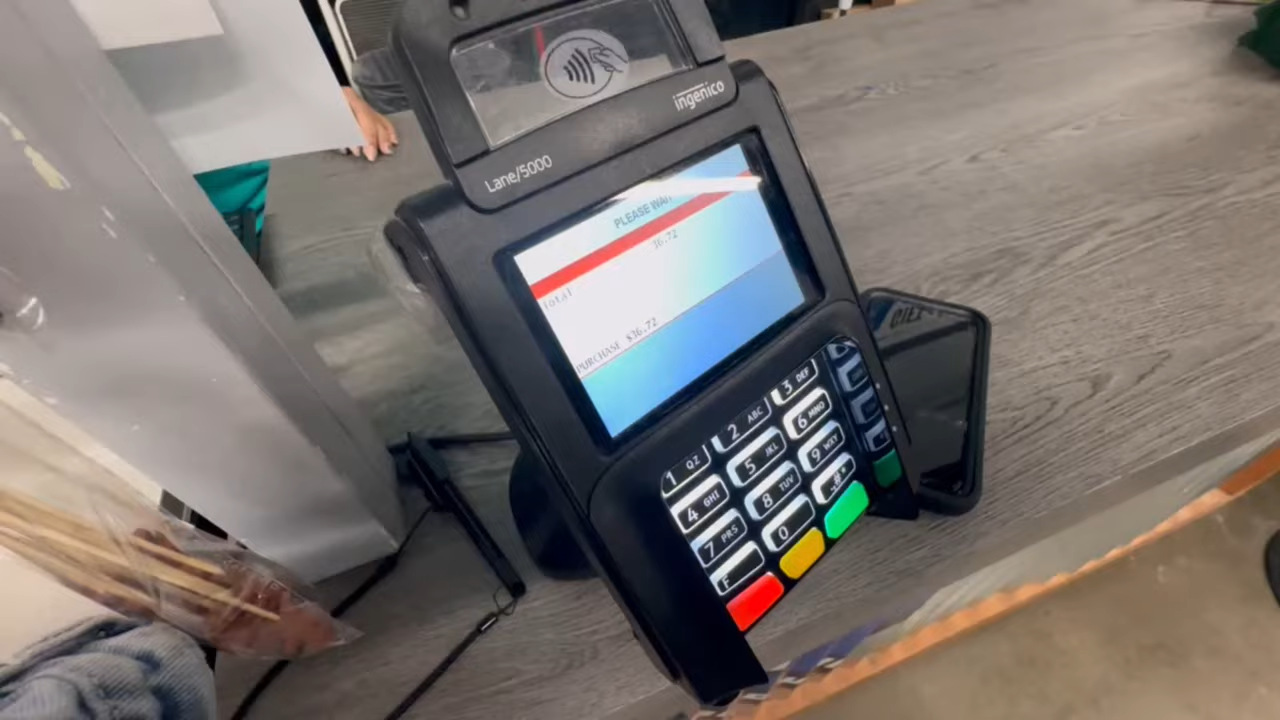 ingenico
Lane/5000
PLEASE WAIT
36.72
Total
PURCHASE $36.72
1 QZ
2 ABC
3 DEF
4 GHI
5 JKL
6 MNO
7 PRS
8 TUV
9 WXY
F
0